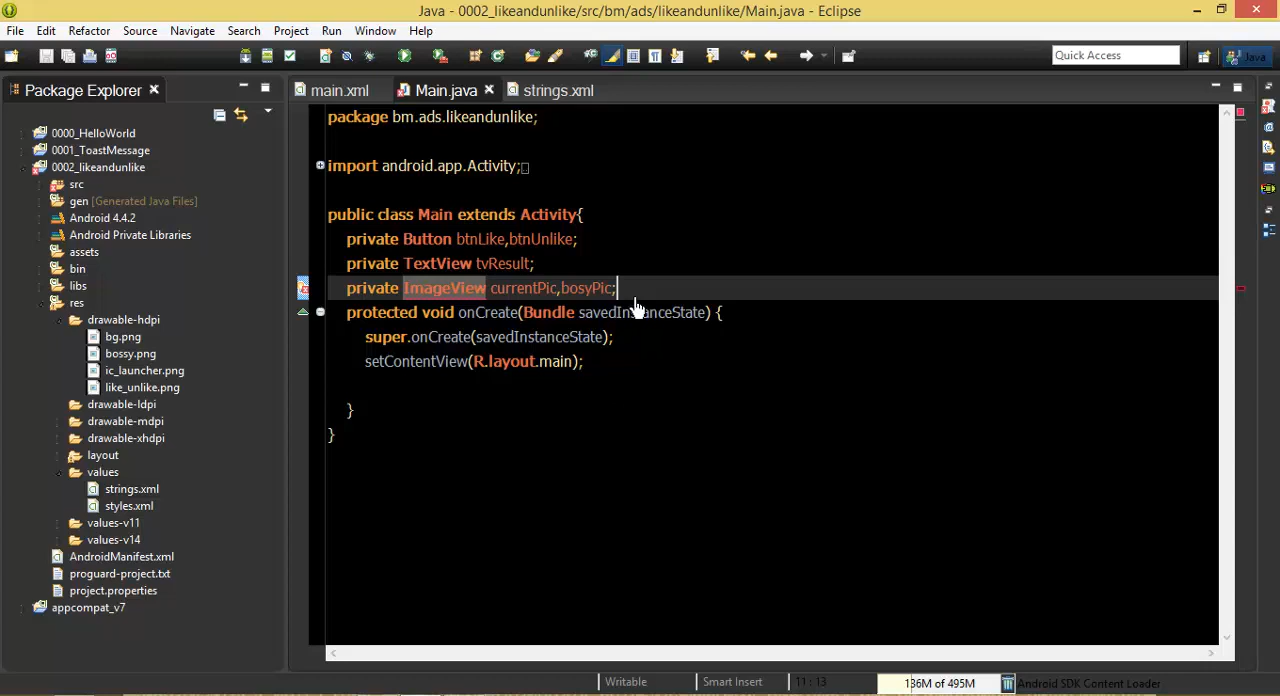 Java - 0002_likeandunlike/src/bm/ads/likeandunlike/Main.java - Eclipse
File Edit Refactor Source Navigate Search Project Run Window Help
Quick Access
Java
Package Explorer
main.xml
Main.java
strings.xml
0000_HelloWorld
0001_ToastMessage
0002_likeandunlike
src
gen [Generated Java Files]
Android 4.4.2
Android Private Libraries
assets
bin
libs
res
drawable-hdpi
bg.png
bossy.png
ic_launcher.png
like_unlike.png
drawable-ldpi
drawable-mdpi
drawable-xhdpi
layout
values
strings.xml
styles.xml
values-v11
values-v14
AndroidManifest.xml
proguard-project.txt
project.properties
appcompat_v7
package bm.ads.likeandunlike;
import android.app.Activity;
public class Main extends Activity{
private Button btnLike,btnUnlike;
private TextView tvResult;
private ImageView currentPic,bosyPic;
protected void onCreate(Bundle savedInstanceState) {
super.onCreate(savedInstanceState);
setContentView(R.layout.main);
}
}
Writable
Smart Insert
11 : 13
136M of 495M
Android SDK Content Loader